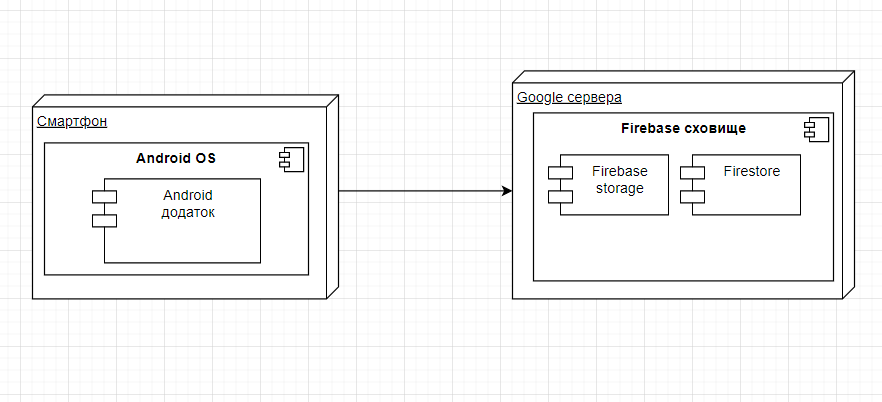 Смартфон
Android OS
Android
додаток
Google сервера
Firebase сховище
Firebase
storage
Firestore